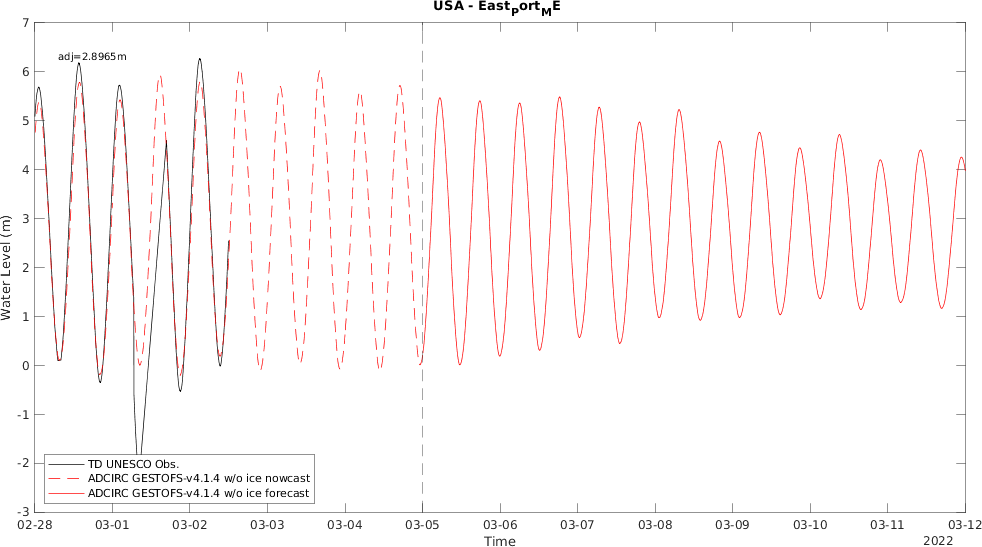 USA - EastPortME
7
6
5
4
3
2
1
0
-1
-2
-3
Water Level (m)
adj=2.8965m
TD UNESCO Obs.
ADCIRC GESTOFS-v4.1.4 w/o ice nowcast
ADCIRC GESTOFS-v4.1.4 w/o ice forecast
02-28 03-01 03-02 03-03 03-04 03-05 03-06 03-07 03-08 03-09 03-10 03-11 03-12
Time
2022